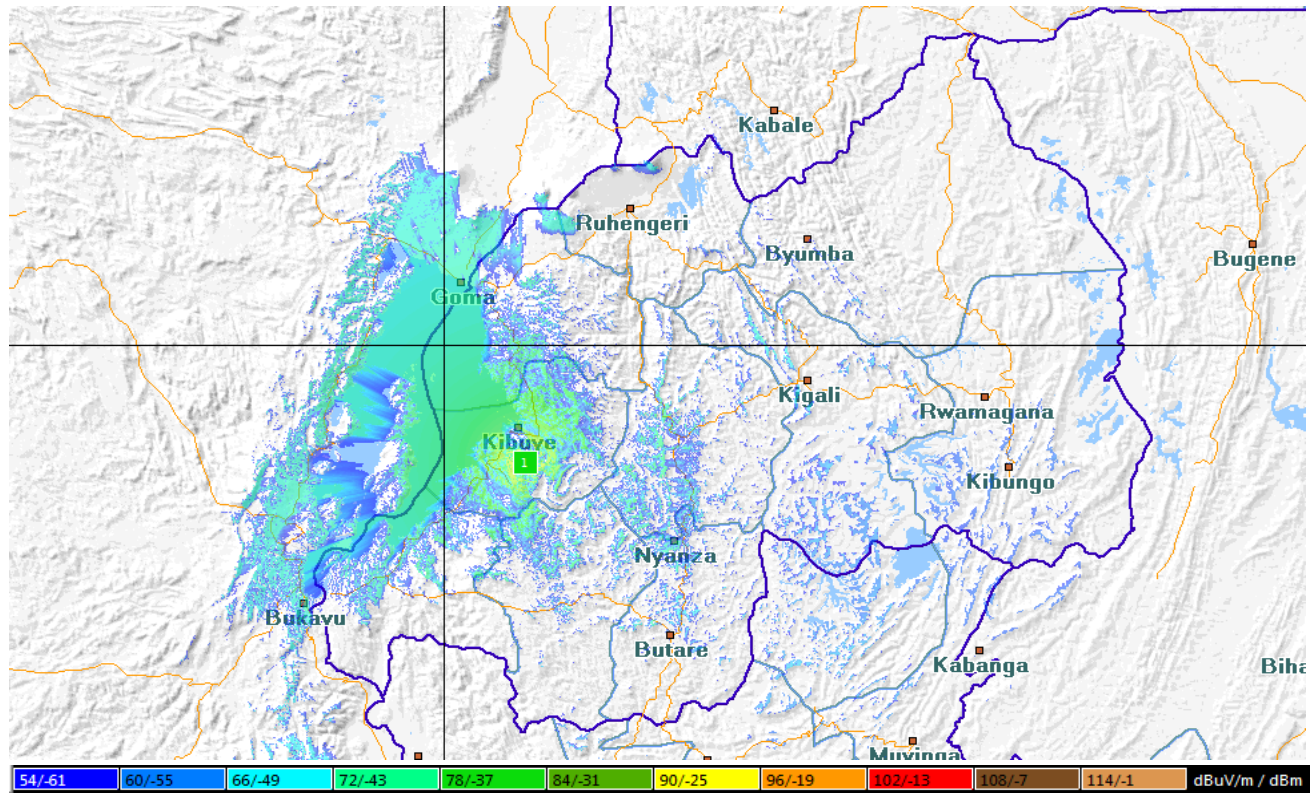 Kabale
Ruhengeri
Byumba
Bugene
Goma
Kigali
Rwamagana
Kibuye
1
Kibungo
Nyanza
Bukavu
Butare
Kabanga
Biha
Muyinga
54/-61 60/-55 66/-49 72/-43 78/-37 84/-31 90/-25 96/-19 102/-13 108/-7 114/-1 dBuV/m / dBm